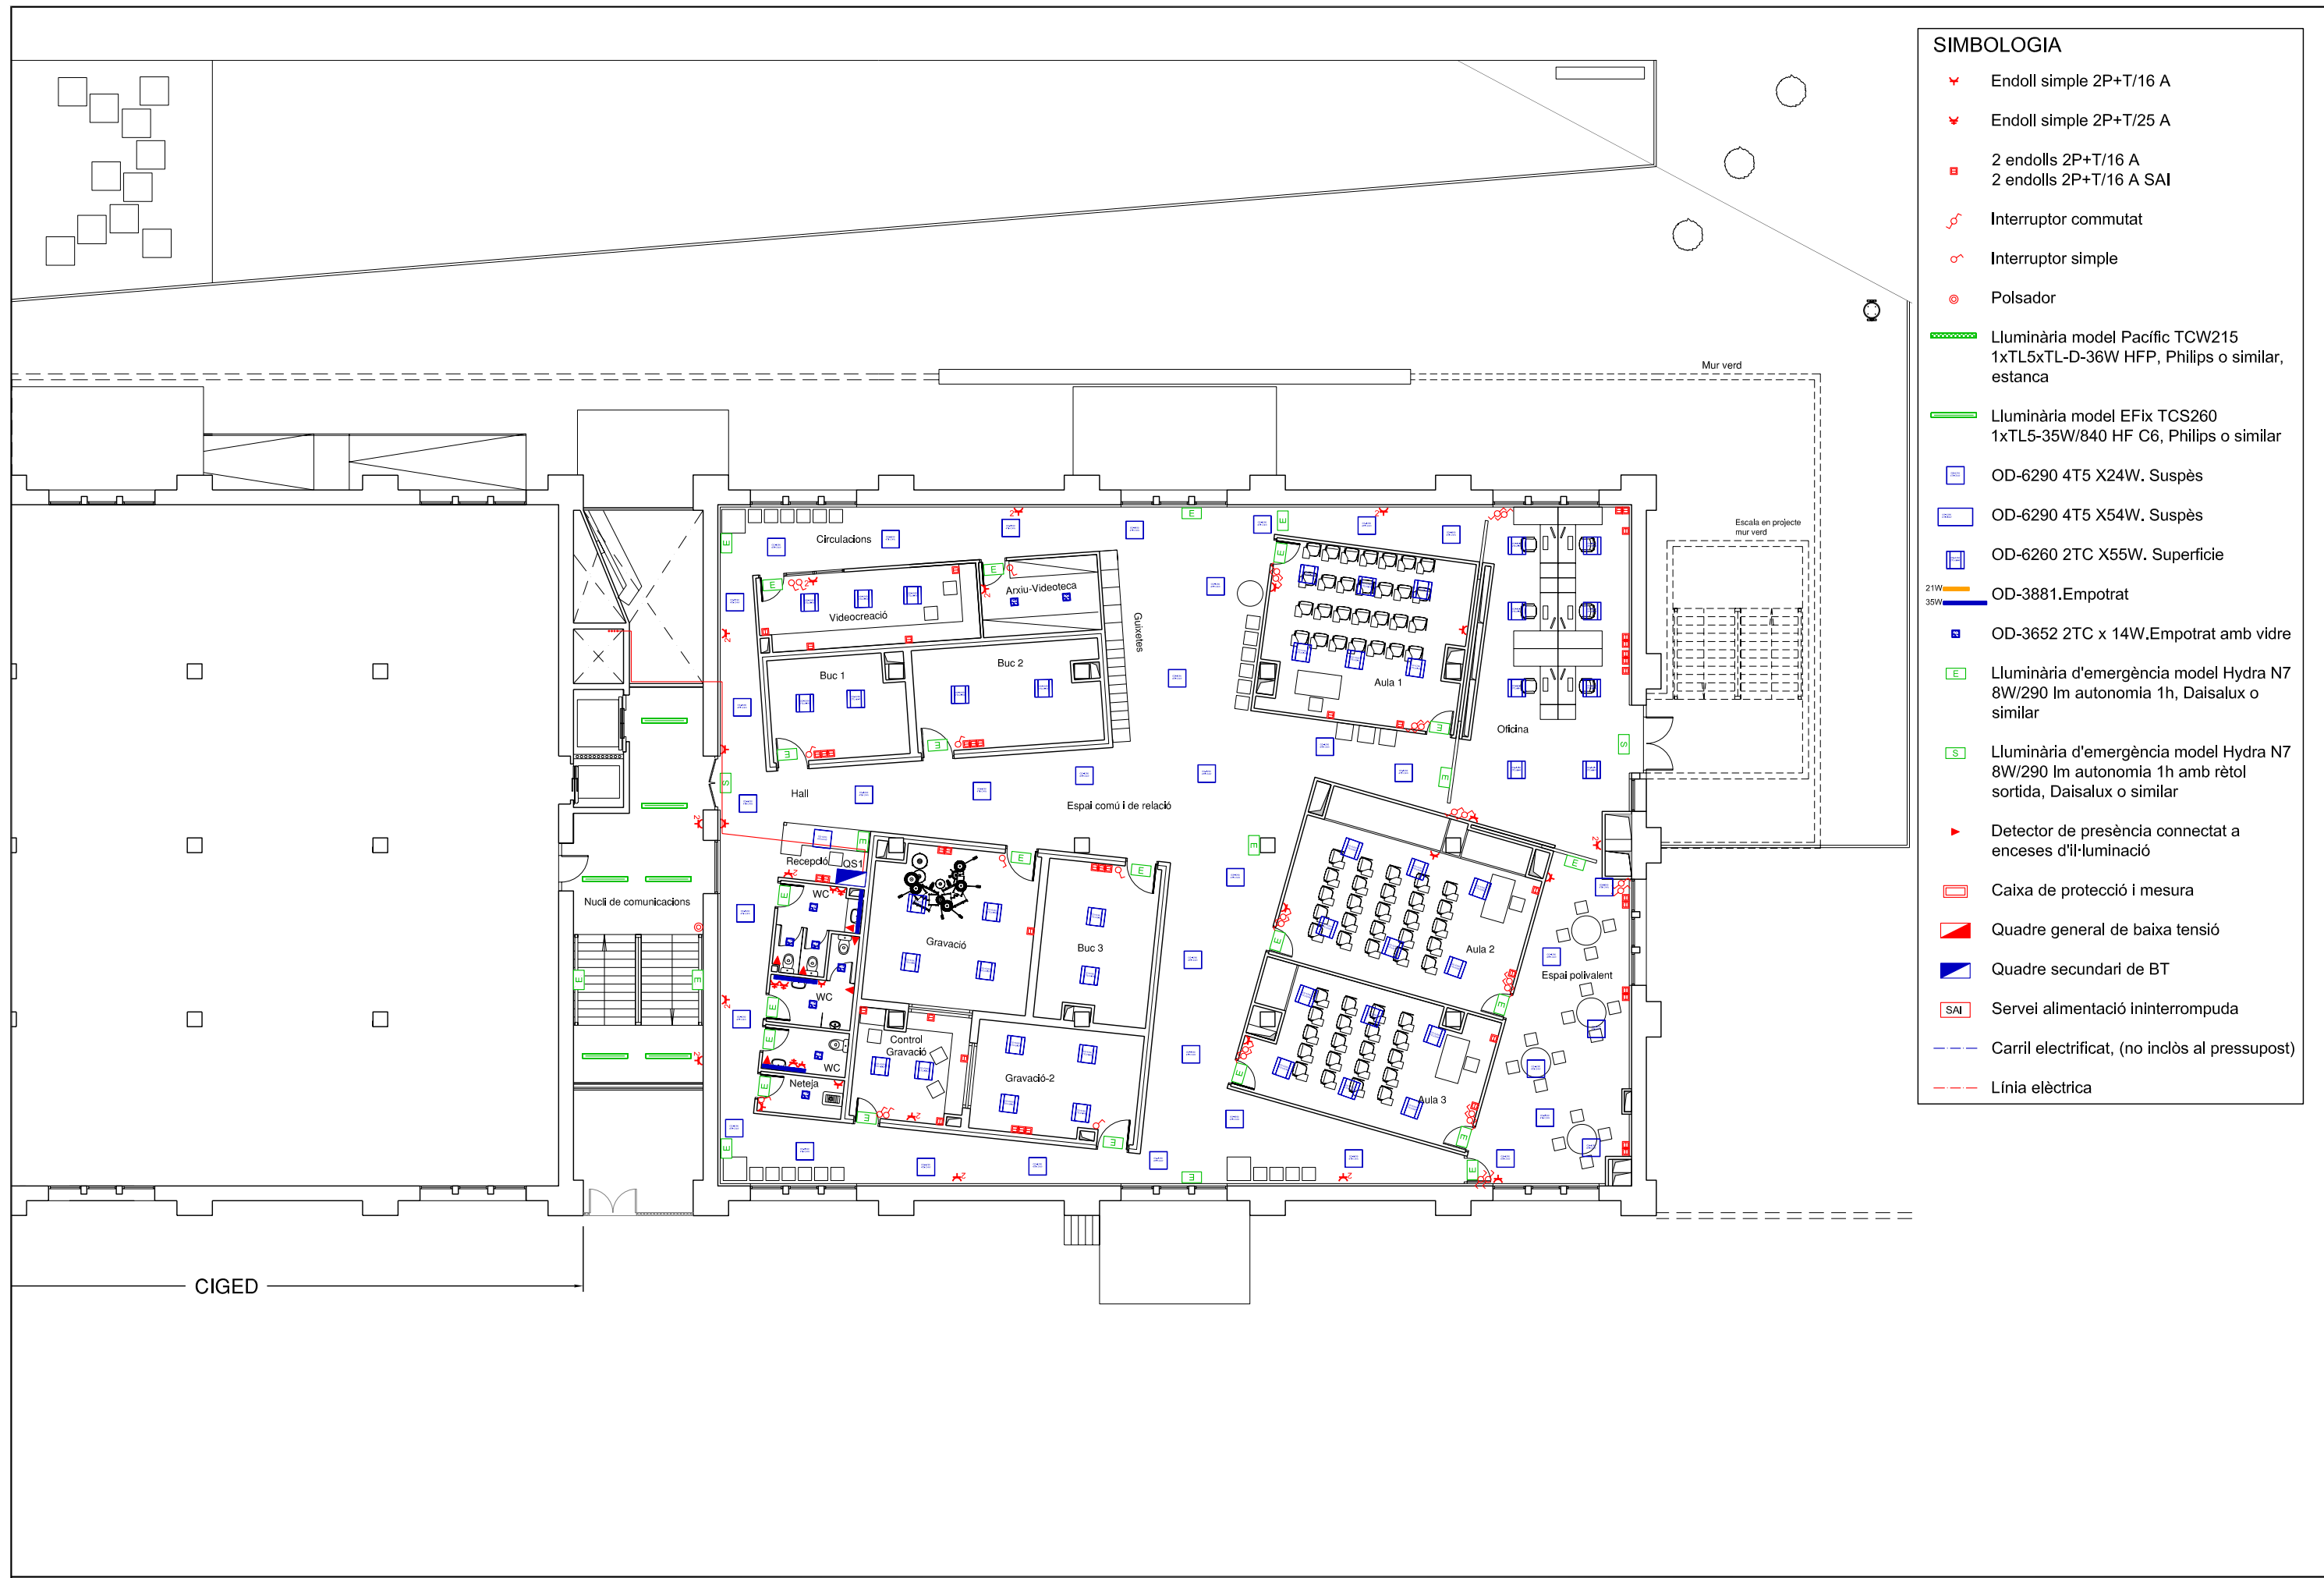 SIMBOLOGIA
Endoll simple 2P+T/16 A
Endoll simple 2P+T/25 A
2 endolls 2P+T/16 A
2 endolls 2P+T/16 A SAI
Interruptor commutat
Interruptor simple
Polsador
Lluminària model Pacífic TCW215
1xTL5xTL-D-36W HFP, Philips o similar,
estanca
Lluminària model EFix TCS260
1xTL5-35W/840 HF C6, Philips o similar
OD-6290 4T5 X24W. Suspès
OD-6290 4T5 X54W. Suspès
OD-6260 2TC X55W. Superfície
21W
35W
OD-3881.Empotrat
OD-3652 2TC x 14W.Empotrat amb vidre
E
Lluminària d'emergència model Hydra N7
8W/290 lm autonomia 1h, Daisalux o
similar
S
Lluminària d'emergència model Hydra N7
8W/290 lm autonomia 1h amb rètol
sortida, Daisalux o similar
Detector de presència connectat a
enceses d'il·luminació
Caixa de protecció i mesura
Quadre general de baixa tensió
Quadre secundari de BT
SAI
Servei alimentació ininterrompuda
Carril electrificat, (no inclòs al pressupost)
Línia elèctrica
Mur verd
Escala en projecte
mur verd
Circulacions
Videocreació
Arxiu-Videoteca
Guixetes
Buc 1
Buc 2
Aula 1
Oficina
Hall
Espai comú i de relació
Recepció
QS1
WC
Nucli de comunicacions
Gravació
Buc 3
Aula 2
Espai polivalent
WC
Control
Gravació
WC
Gravació-2
Neteja
Aula 3
CIGED